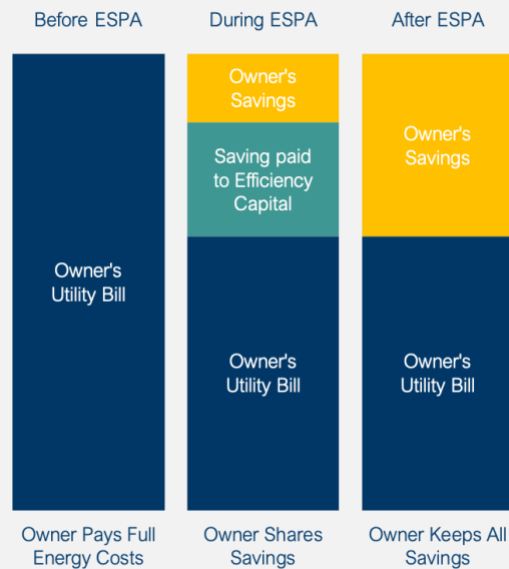 Before ESPA
During ESPA
After ESPA
Owner's
Utility Bill
Owner's
Savings
Saving paid
to Efficiency
Capital
Owner's
Utility Bill
Owner's
Savings
Owner's
Utility Bill
Owner Pays Full
Energy Costs
Owner Shares
Savings
Owner Keeps All
Savings